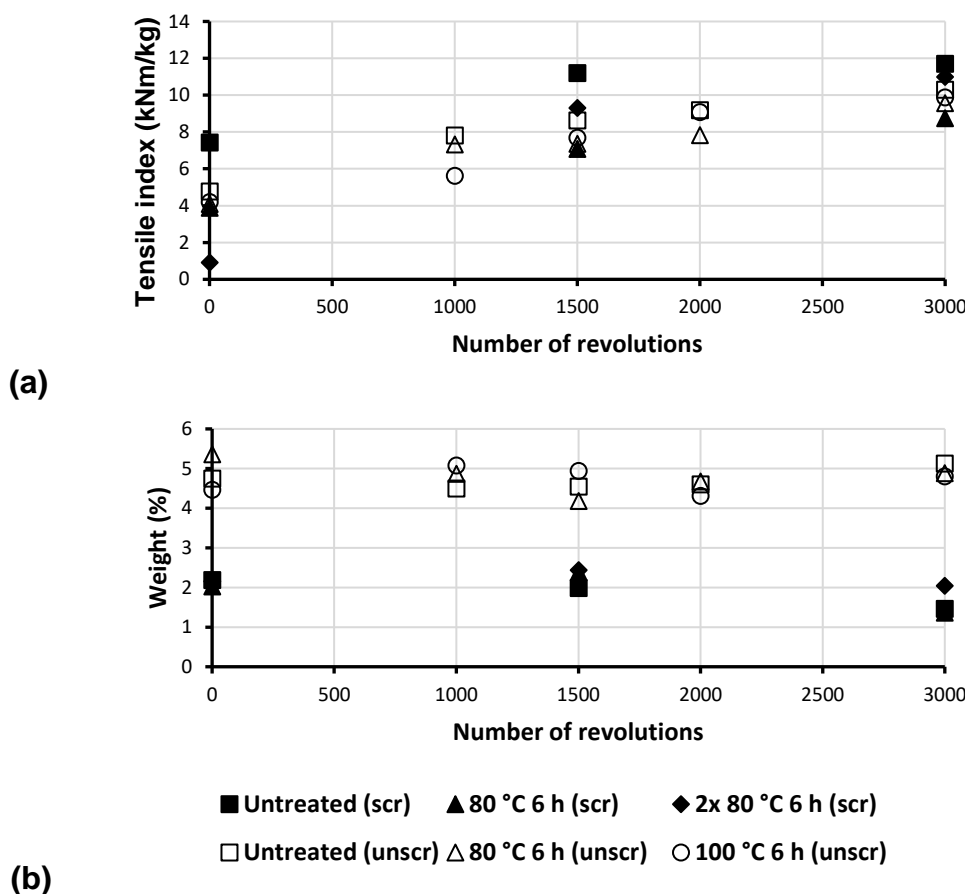 14
12
10
8
6
4
2
0
Tensile index (kNm/kg)
0 500 1000 1500 2000 2500 3000
Number of revolutions
(a)
6
5
4
3
2
1
0
Weight (%)
0 500 1000 1500 2000 2500 3000
Number of revolutions
Untreated (scr) 80 °C 6 h (scr) 2x 80 °C 6 h (scr)
Untreated (unscr) 80 °C 6 h (unscr) 100 °C 6 h (unscr)
(b)